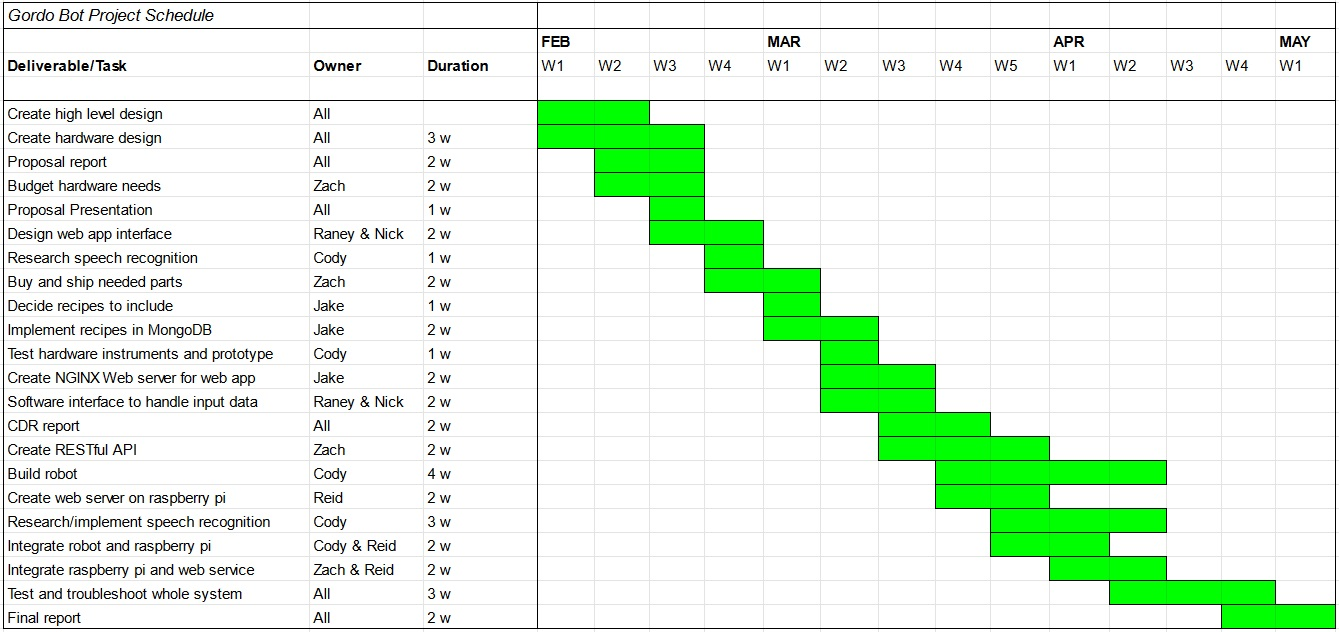 Gordo Bot Project Schedule
FEB MAR APR MAY
Deliverable/Task Owner Duration W1 W2 W3 W4 W1 W2 W3 W4 W5 W1 W2 W3 W4 W1
Create high level design All
Create hardware design All 3 w
Proposal report All 2 w
Budget hardware needs Zach 2 w
Proposal Presentation All 1 w
Design web app interface Raney & Nick 2 w
Research speech recognition Cody 1 w
Buy and ship needed parts Zach 2 w
Decide recipes to include Jake 1 w
Implement recipes in MongoDB Jake 2 w
Test hardware instruments and prototype Cody 1 w
Create NGINX Web server for web app Jake 2 w
Software interface to handle input data Raney & Nick 2 w
CDR report All 2 w
Create RESTful API Zach 2 w
Build robot Cody 4 w
Create web server on raspberry pi Reid 2 w
Research/implement speech recognition Cody 3 w
Integrate robot and raspberry pi Cody & Reid 2 w
Integrate raspberry pi and web service Zach & Reid 2 w
Test and troubleshoot whole system All 3 w
Final report All 2 w